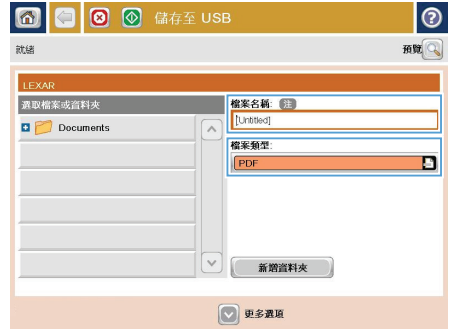 儲存至 USB
就緒
預覽
LEXAR
選取檔案或資料夾
Documents
檔案名稱: 注
[Untitled]
檔案類型:
PDF
新增資料夾
更多選項